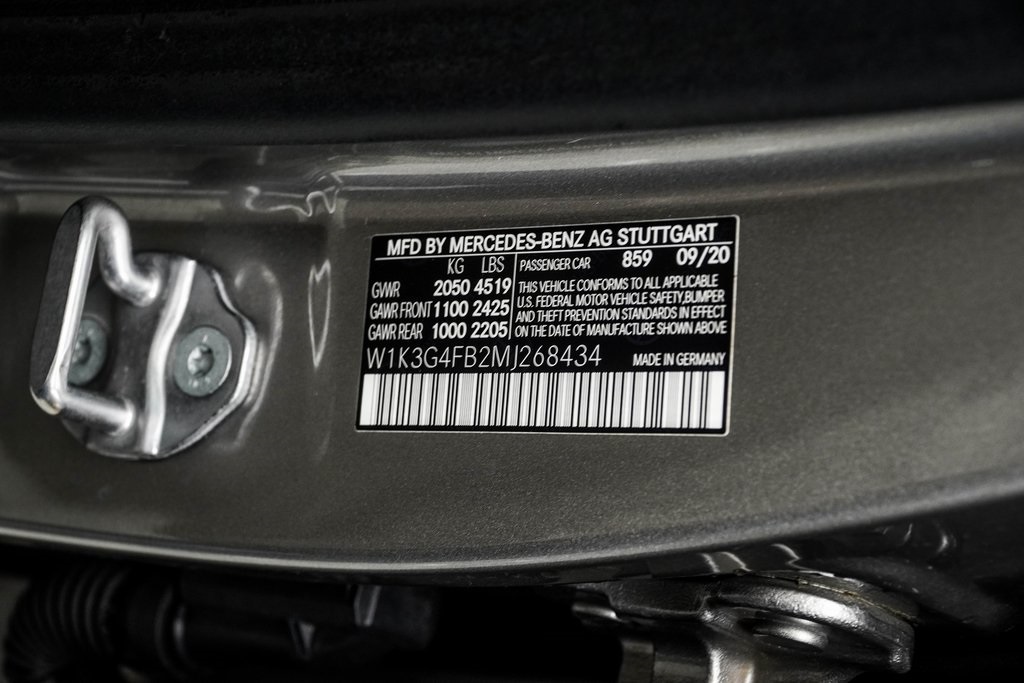 MFD BY MERCEDES-BENZ AG STUTTGART
KG LBS
GVWR 2050 4519
GAWR FRONT 1100 2425
GAWR REAR 1000 2205
PASSENGER CAR 859 09/20
THIS VEHICLE CONFORMS TO ALL APPLICABLE
U.S. FEDERAL MOTOR VEHICLE SAFETY,BUMPER
AND THEFT PREVENTION STANDARDS IN EFFECT
ON THE DATE OF MANUFACTURE SHOWN ABOVE
W1K3G4FB2MJ268434 MADE IN GERMANY